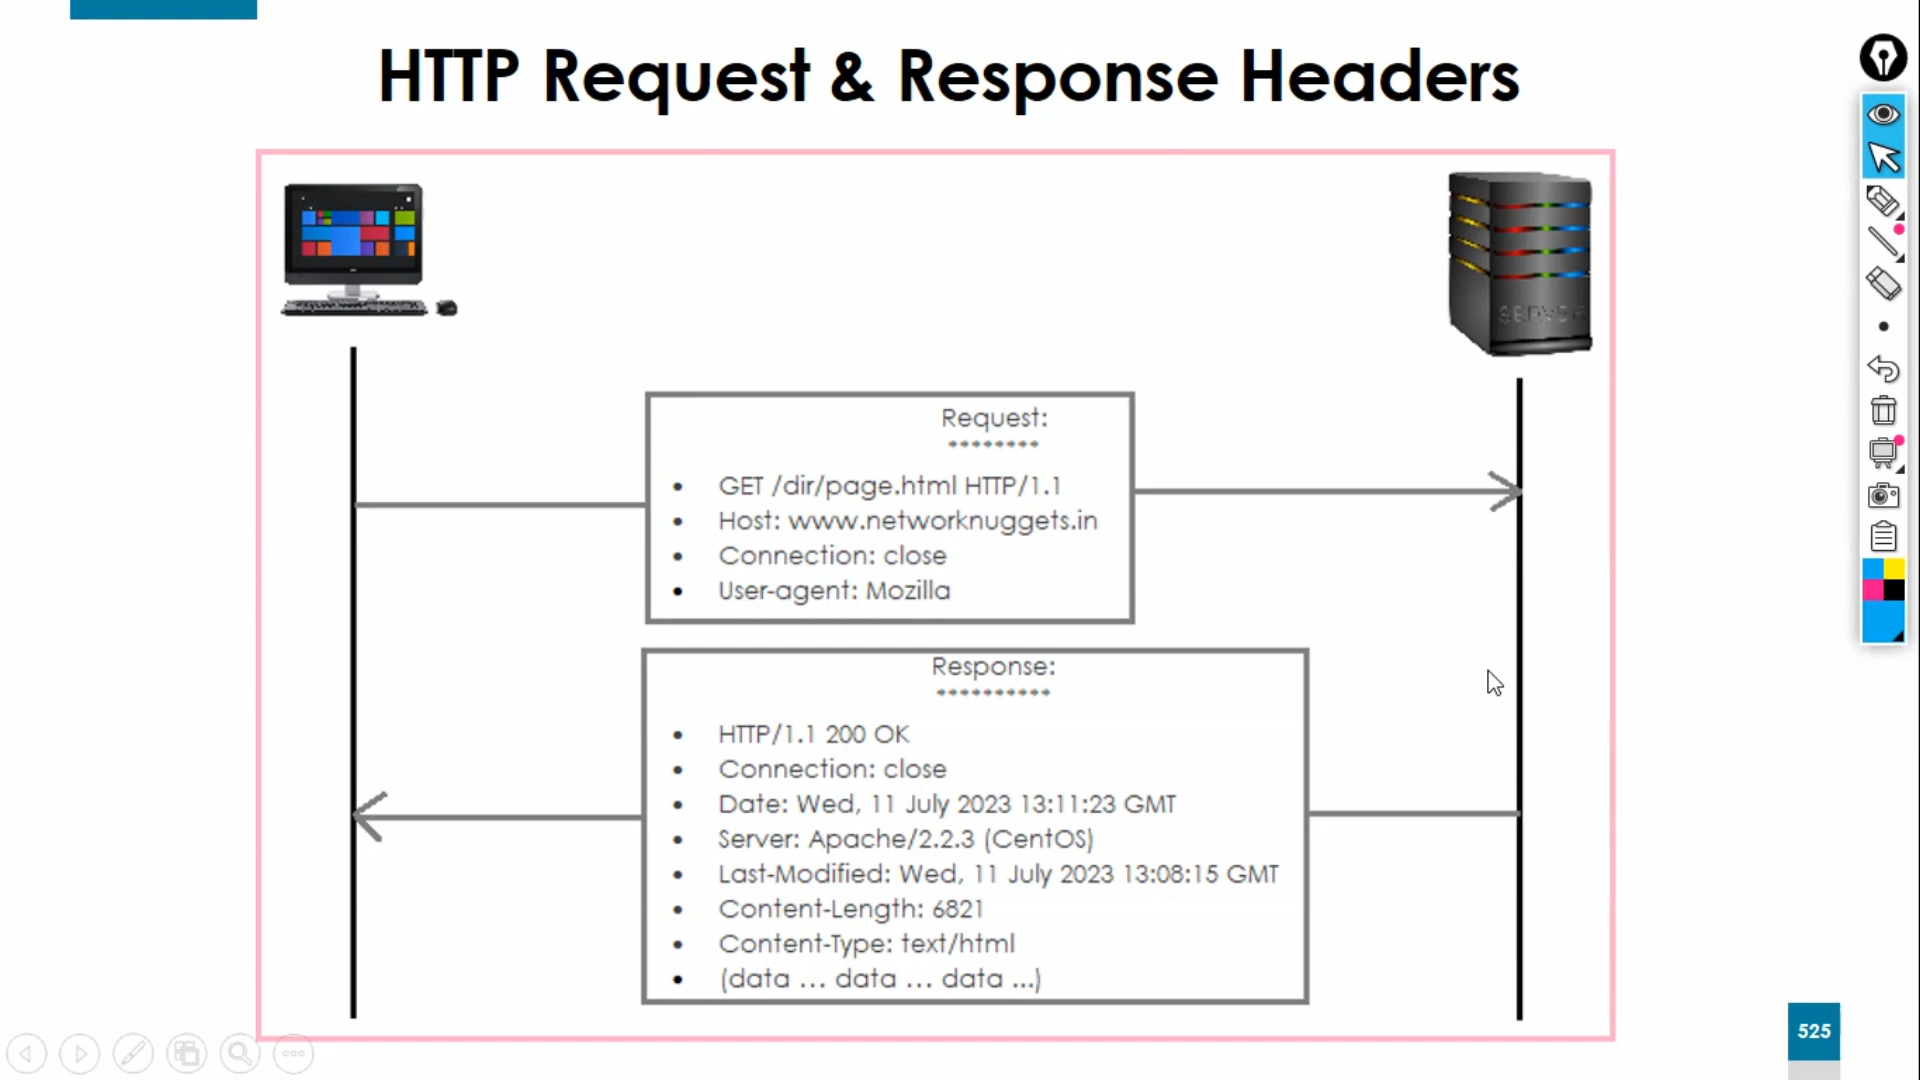 HTTP Request & Response Headers
SERVER
Request:
********
• GET /dir/page.html HTTP/1.1
• Host: www.networknuggets.in
• Connection: close
• User-agent: Mozilla
Response:
**********
• HTTP/1.1 200 OK
• Connection: close
• Date: Wed, 11 July 2023 13:11:23 GMT
• Server: Apache/2.2.3 (CentOS)
• Last-Modified: Wed, 11 July 2023 13:08:15 GMT
• Content-Length: 6821
• Content-Type: text/html
• (data ... data ... data ...)
525